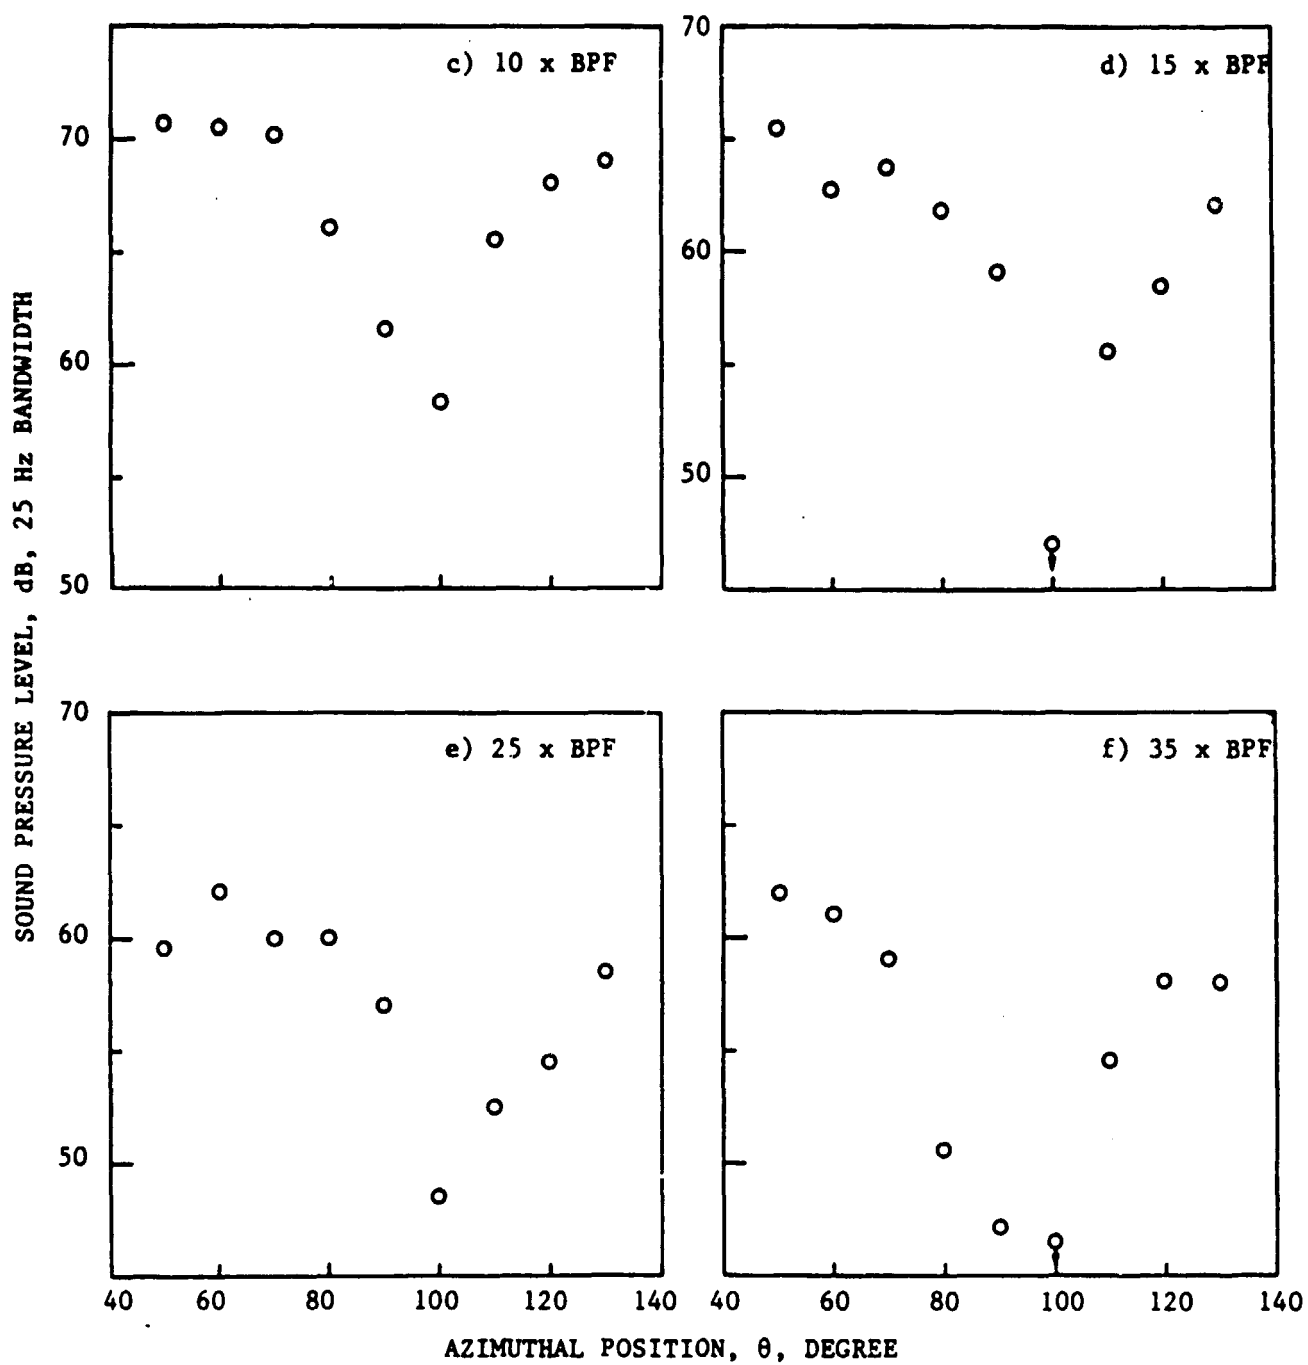 c) 10 x BPF
70
60
50
70
d) 15 x BPF
60
50
SOUND PRESSURE LEVEL, dB, 25 Hz BANDWIDTH
70
e) 25 x BPF
60
50
f) 35 x BPF
40 60 80 100 120 140
40 60 80 100 120 140
AZIMUTHAL POSITION, θ, DEGREE